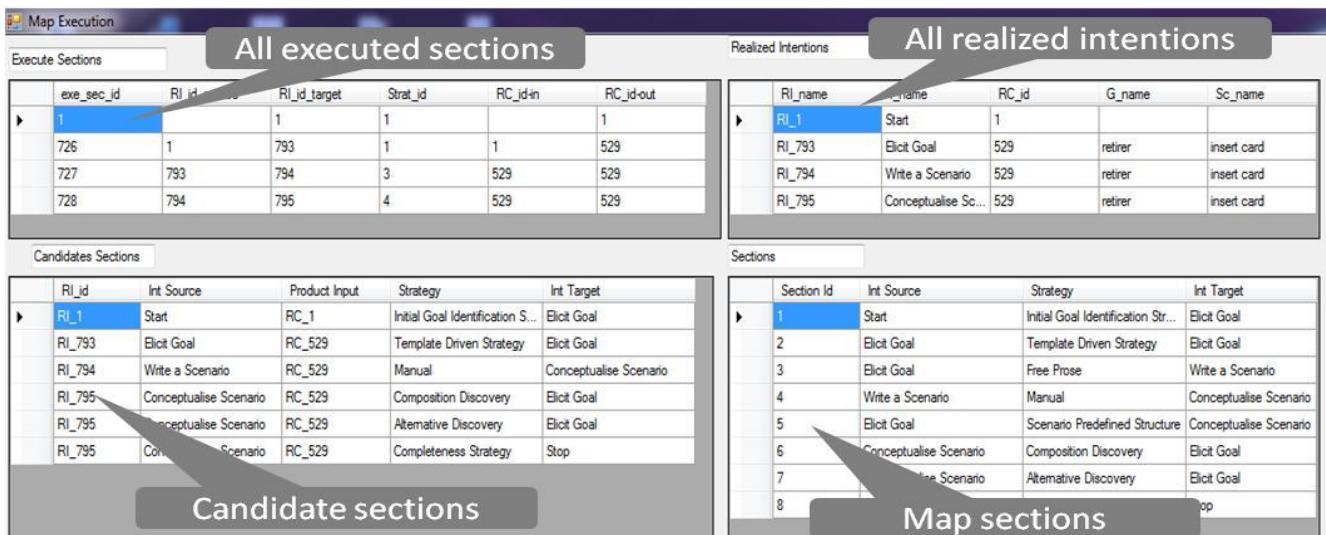 Map Execution
All executed sections
All realized intentions
Execute Sections
Realized Intentions
exe_sec_id RI_id_ RI_id_target Strat_id RC_id-in RC_id-out
1 1 1 1
726 1 793 1 1 529
727 793 794 3 529 529
728 794 795 4 529 529
RI_name _name RC_id G_name Sc_name
RI_1 Start 1
RI_793 Elicit Goal 529 retirer insert card
RI_794 Write a Scenario 529 retirer insert card
RI_795 Conceptualise Sc... 529 retirer insert card
Candidates Sections
Sections
RI_id Int Source Product Input Strategy Int Target
RI_1 Start RC_1 Initial Goal Identification S... Elicit Goal
RI_793 Elicit Goal RC_529 Template Driven Strategy Elicit Goal
RI_794 Write a Scenario RC_529 Manual Conceptualise Scenario
RI_795 Conceptualise Scenario RC_529 Composition Discovery Elicit Goal
RI_795 Conceptualise Scenario RC_529 Alternative Discovery Elicit Goal
RI_795 Scenario RC_529 Completeness Strategy Stop
Candidate sections
Section Id Int Source Strategy Int Target
1 Start Initial Goal Identification Str... Elicit Goal
2 Elicit Goal Template Driven Strategy Elicit Goal
3 Elicit Goal Free Prose Write a Scenario
4 Write a Scenario Manual Conceptualise Scenario
5 Elicit Goal Scenario Predefined Structure Conceptualise Scenario
6 Conceptualise Scenario Composition Discovery Elicit Goal
7 Scenario Alternative Discovery Elicit Goal
8
Map sections